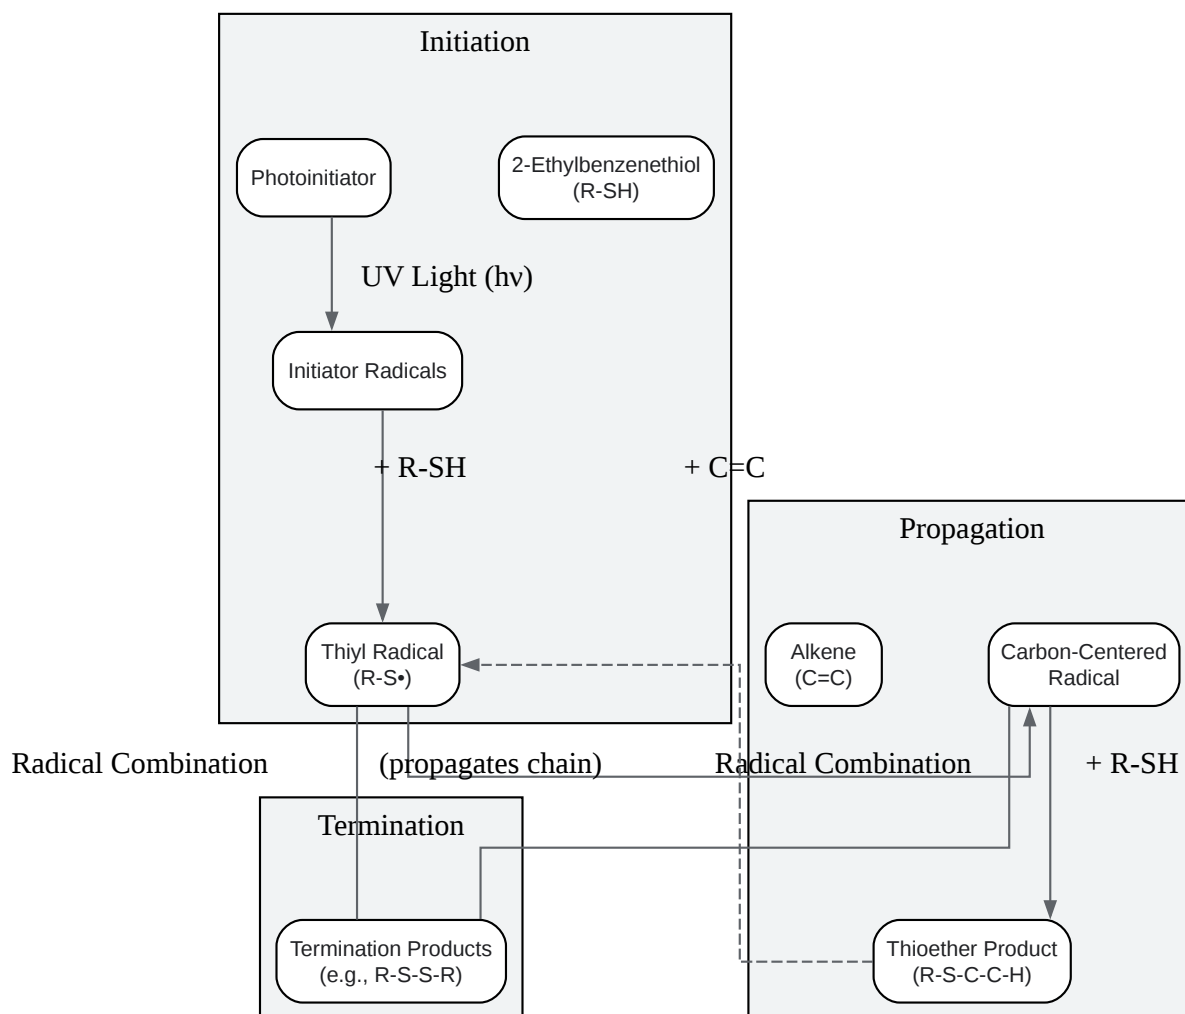 Initiation
Photoinitiator
2-Ethylbenzenethiol
(R-SH)
UV Light (hν)
Initiator Radicals
+ R-SH
+ C=C
Propagation
Thiyl Radical
(R-S•)
Alkene
(C=C)
Carbon-Centered
Radical
Radical Combination
(propagates chain)
Radical Combination
+ R-SH
Termination
Termination Products
(e.g., R-S-S-R)
Thioether Product
(R-S-C-C-H)